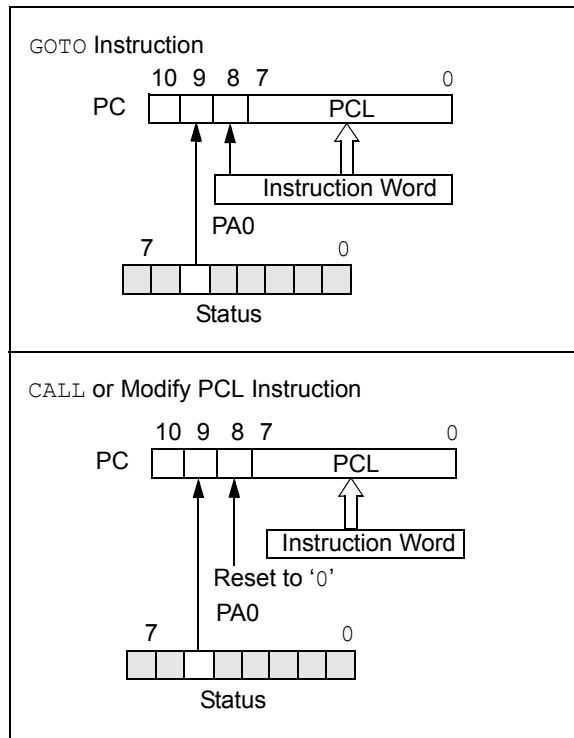 GOTO Instruction
10 9 8 7 0
PC PCL
Instruction Word
PA0
7 0
Status
CALL or Modify PCL Instruction
10 9 8 7 0
PC PCL
Instruction Word
Reset to ‘0’
PA0
7 0
Status